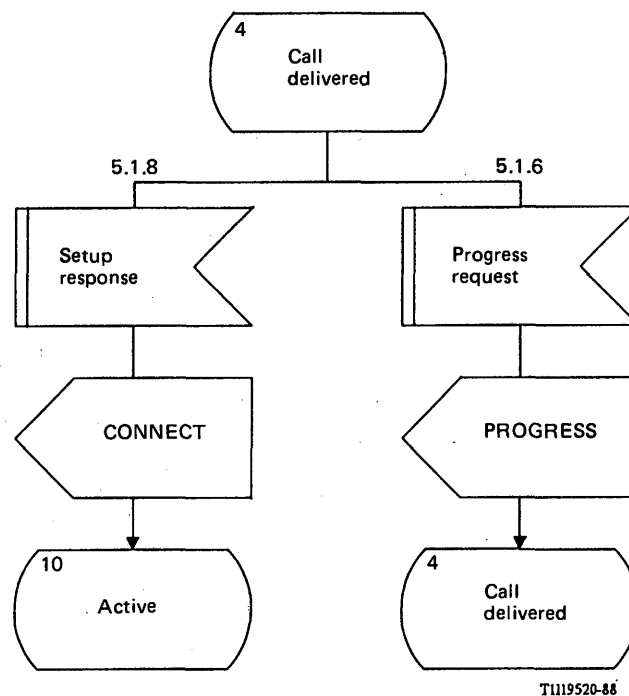 4
Call
delivered
5.1.8
5.1.6
Setup
response
Progress
request
CONNECT
PROGRESS
10
Active
4
Call
delivered
T1119520-88